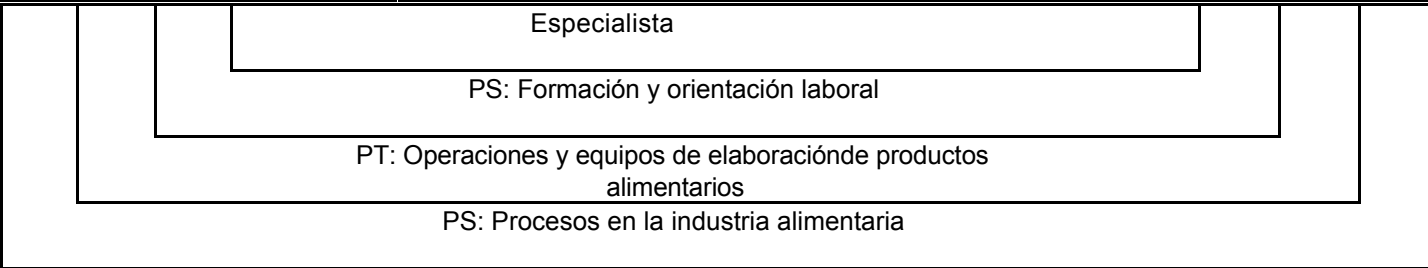 Especialista
PS: Formación y orientación laboral
PT: Operaciones y equipos de elaboraciónde productos
alimentarios
PS: Procesos en la industria alimentaria